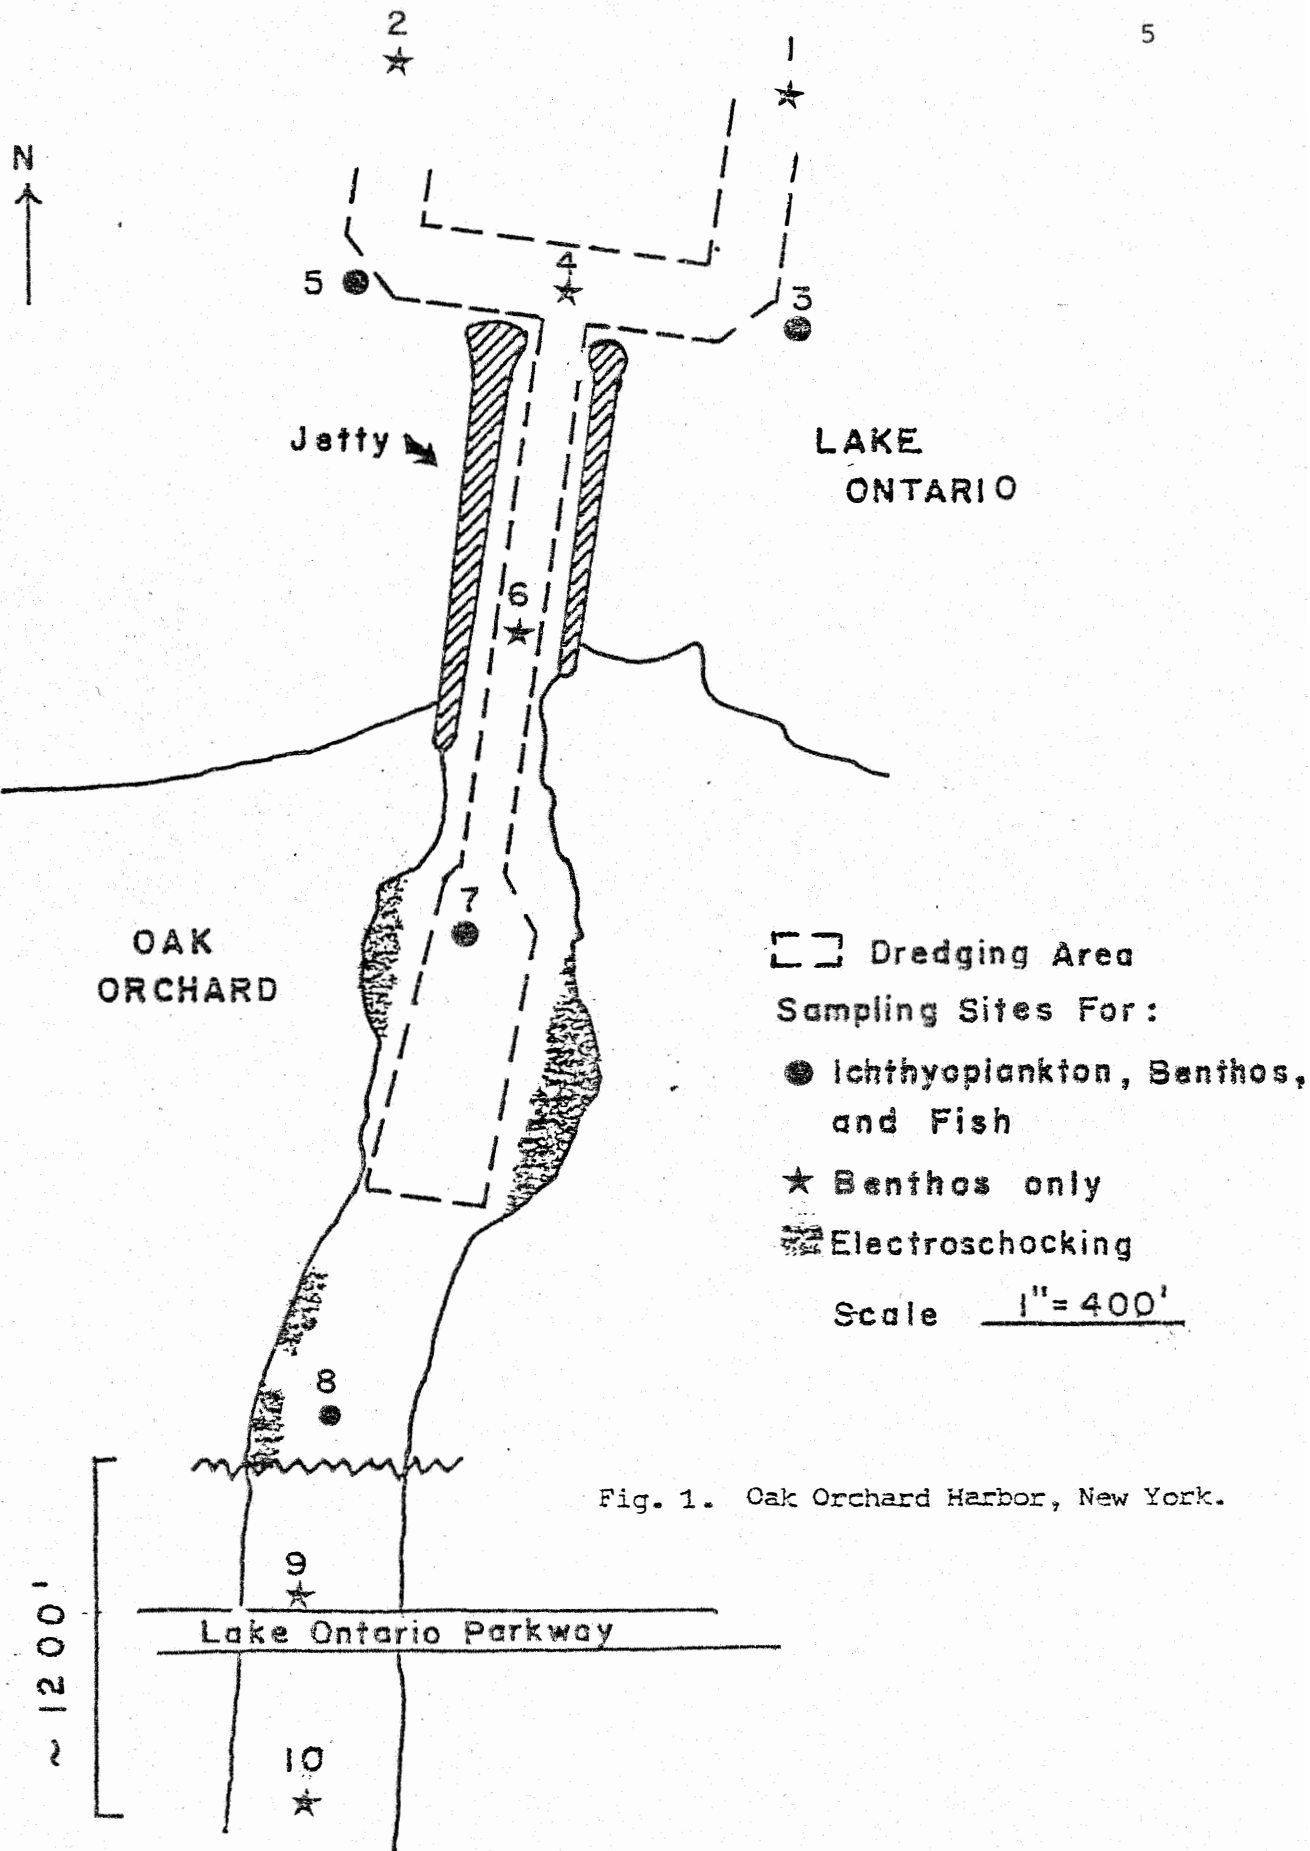 5
2
1
N
5
4
3
Jetty
LAKE
ONTARIO
6
OAK
ORCHARD
7
Dredging Area
Sampling Sites For:
Ichthyoplankton, Benthos,
and Fish
Benthos only
Electroschocking
Scale 1"=400'
8
Fig. 1. Oak Orchard Harbor, New York.
9
~ 1200'
Lake Ontario Parkway
10